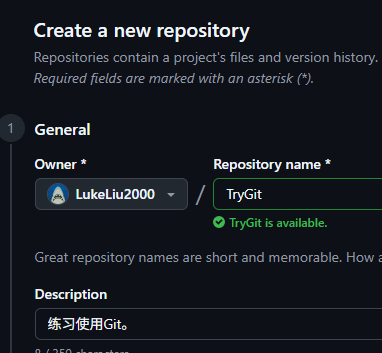 Create a new repository
Repositories contain a project's files and version history.
Required fields are marked with an asterisk (*).
1 General
Owner * Repository name *
LukeLiu2000 / TryGit
TryGit is available.
Great repository names are short and memorable. How a
Description
练习使用Git。
8 / 350 characters